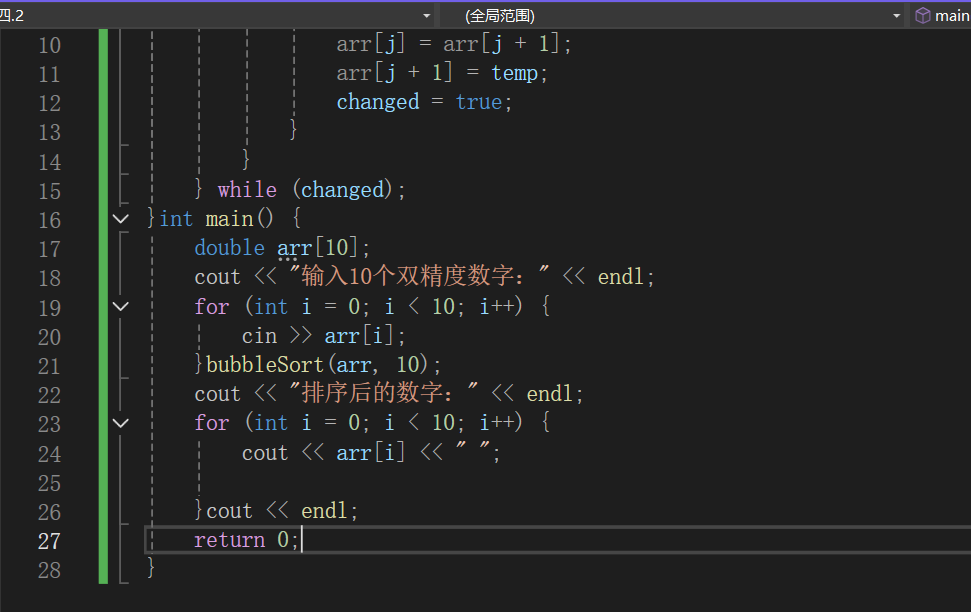 四.2 (全局范围) main
10 arr[j] = arr[j + 1];
11 arr[j + 1] = temp;
12 changed = true;
13 }
14 }
15 } while (changed);
16 }int main() {
17 double arr[10];
18 cout << "输入10个双精度数字：" << endl;
19 for (int i = 0; i < 10; i++) {
20 cin >> arr[i];
21 }bubbleSort(arr, 10);
22 cout << "排序后的数字：" << endl;
23 for (int i = 0; i < 10; i++) {
24 cout << arr[i] << " ";
25
26 }cout << endl;
27 return 0;
28 }